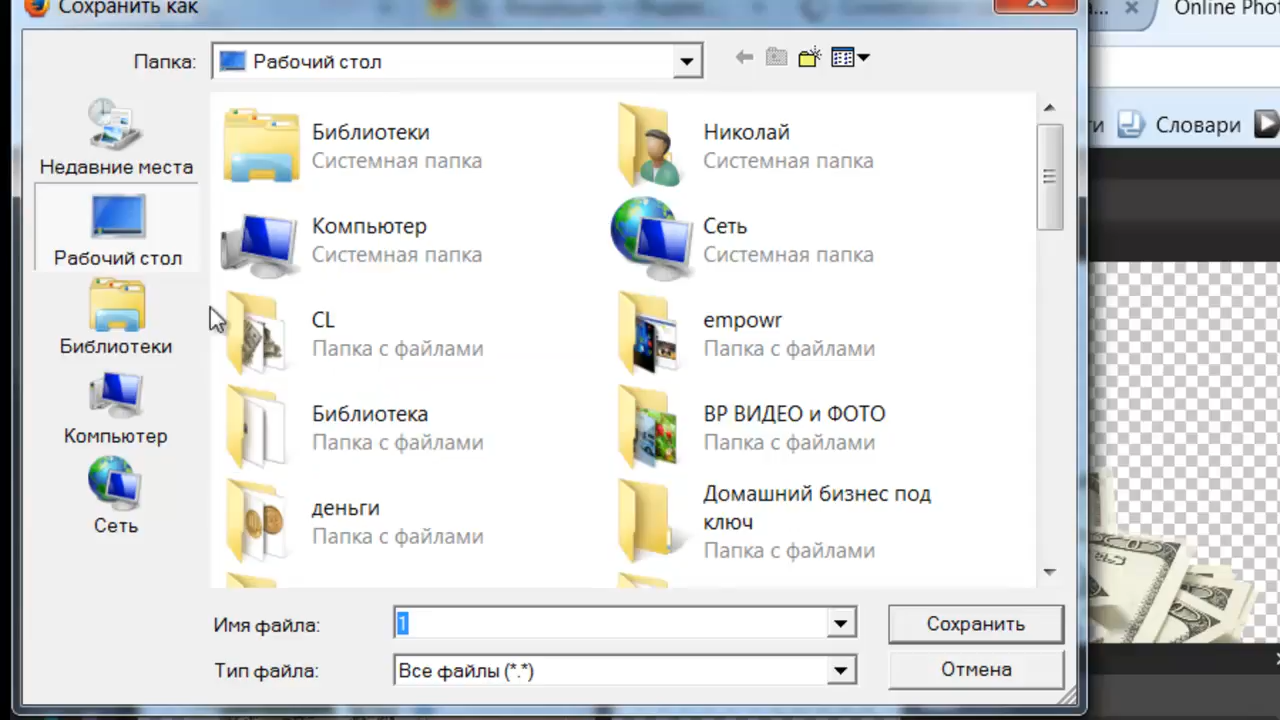 Сохранить как
Online Phot
Папка:
Рабочий стол
Словари
Недавние места
Рабочий стол
Библиотеки
Компьютер
Сеть
Библиотеки
Системная папка
Николай
Системная папка
Компьютер
Системная папка
Сеть
Системная папка
CL
Папка с файлами
empowr
Папка с файлами
Библиотека
Папка с файлами
ВР ВИДЕО и ФОТО
Папка с файлами
деньги
Папка с файлами
Домашний бизнес под
ключ
Папка с файлами
Имя файла:
1
Сохранить
Тип файла:
Все файлы (*.*)
Отмена